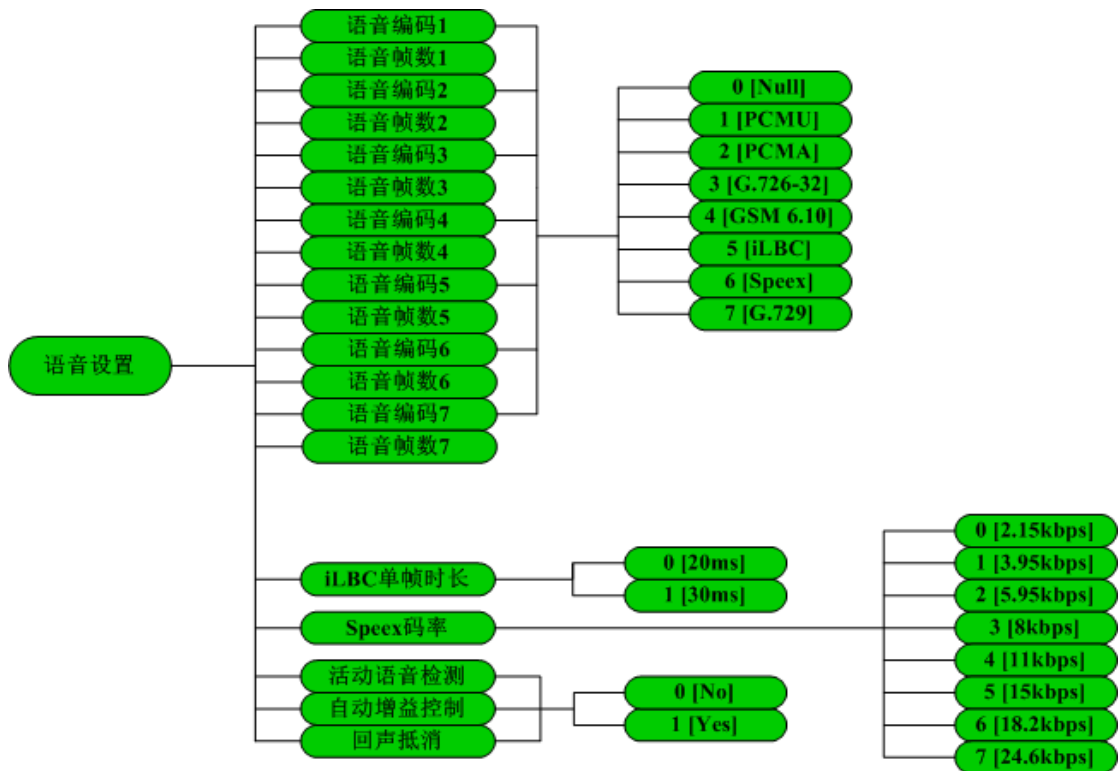 语音设置
语音编码1
语音帧数1
语音编码2
语音帧数2
语音编码3
语音帧数3
语音编码4
语音帧数4
语音编码5
语音帧数5
语音编码6
语音帧数6
语音编码7
语音帧数7
0 [Null]
1 [PCMU]
2 [PCMA]
3 [G.726-32]
4 [GSM 6.10]
5 [iLBC]
6 [Speex]
7 [G.729]
iLBC单帧时长
0 [20ms]
1 [30ms]
Speex码率
0 [2.15kbps]
1 [3.95kbps]
2 [5.95kbps]
3 [8kbps]
4 [11kbps]
5 [15kbps]
6 [18.2kbps]
7 [24.6kbps]
活动语音检测
自动增益控制
回声抵消
0 [No]
1 [Yes]